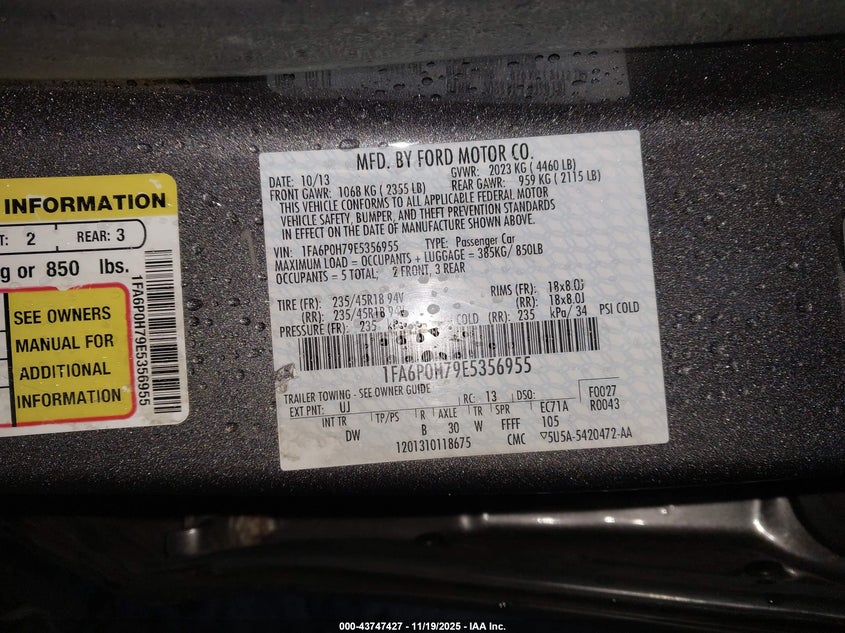 INFORMATION
T: 2 REAR: 3
g or 850 lbs.
SEE OWNERS
MANUAL FOR
ADDITIONAL
INFORMATION
1FA6P0H79E5356955
MFD. BY FORD MOTOR CO.
DATE: 10/13 GVWR: 2023 KG ( 4460 LB)
FRONT GAWR: 1068 KG ( 2355 LB) REAR GAWR: 959 KG ( 2115 LB)
THIS VEHICLE CONFORMS TO ALL APPLICABLE FEDERAL MOTOR
VEHICLE SAFETY, BUMPER, AND THEFT PREVENTION STANDARDS
IN EFFECT ON THE DATE OF MANUFACTURE SHOWN ABOVE.
VIN: 1FA6P0H79E5356955 TYPE: Passenger Car
MAXIMUM LOAD = OCCUPANTS + LUGGAGE = 385KG/ 850LB
OCCUPANTS = 5 TOTAL; 2 FRONT, 3 REAR
TIRE (FR): 235/45R18 94V RIMS (FR): 18x8.0J
(RR): 235/45R18 94V (RR): 18x8.0J
PRESSURE (FR): 235 COLD (RR): 235 kPa/ 34 PSI COLD
1FA6P0H79E5356955
TRAILER TOWING - SEE OWNER GUIDE
EXT PNT: UJ RC: 13 DSO: F0027
INT TR TP/PS R AXLE TR SPR EC71A R0043
DW B 30 W FFFF 105
1201310118675 CMC ▽5U5A-5420472-AA
000-43747427 - 11/19/2025 - IAA Inc.